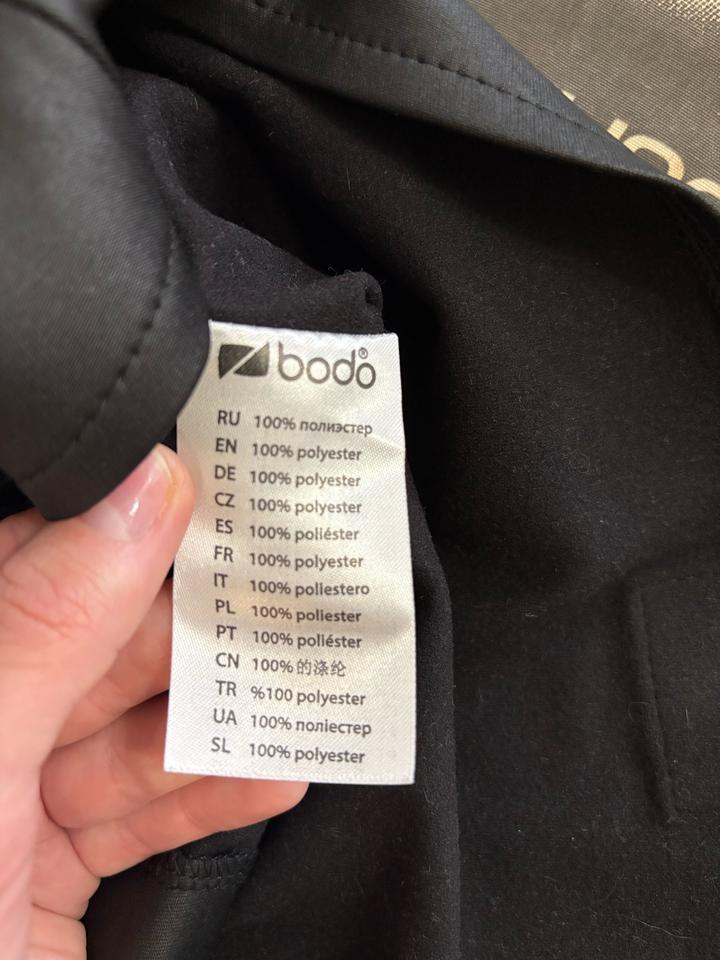 bodo®
RU 100% полиэстер
EN 100% polyester
DE 100% polyester
CZ 100% polyester
ES 100% poliéster
FR 100% polyester
IT 100% poliestero
PL 100% poliester
PT 100% poliéster
CN 100% 的涤纶
TR %100 polyester
UA 100% поліестер
SL 100% polyester